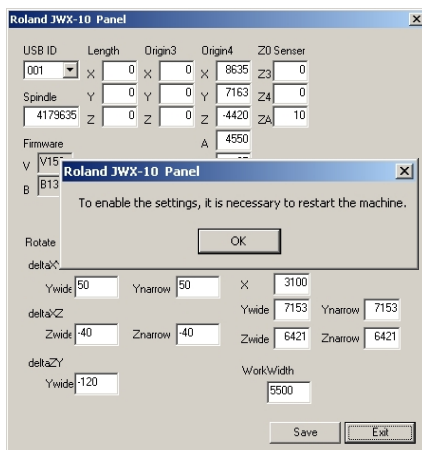 Roland JWX-10 Panel
USB ID Length Origin3 Origin4 Z0 Senser
001 X 0 X 0 X 8635 Z3 0
Spindle Y 0 Y 0 Y 7163 Z4 0
4179635 Z 0 Z 0 Z -4420 ZA 10
Firmware A 4550
V
B B13
Roland JWX-10 Panel
To enable the settings, it is necessary to restart the machine.
OK
Rotate
Ywide 50 Ynarrow 50 X 3100
deltaXZ Ywide 7153 Ynarrow 7153
Zwide -40 Znarrow -40 Zwide 6421 Znarrow 6421
deltaZY WorkWidth
Ywide -120 5500
Save Exit